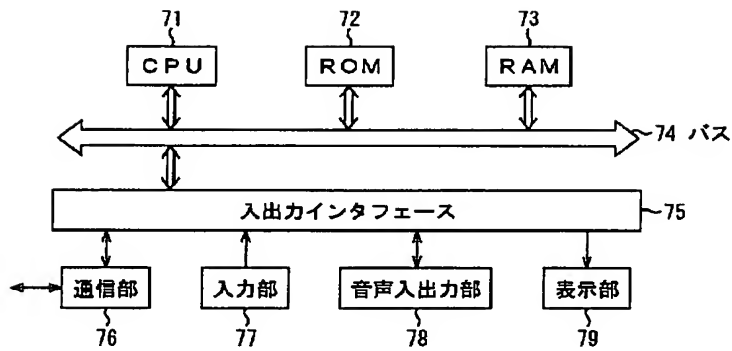 71
72
73
CPU
ROM
RAM
74 バス
入出力インタフェース
75
通信部
入力部
音声入出力部
表示部
76
77
78
79